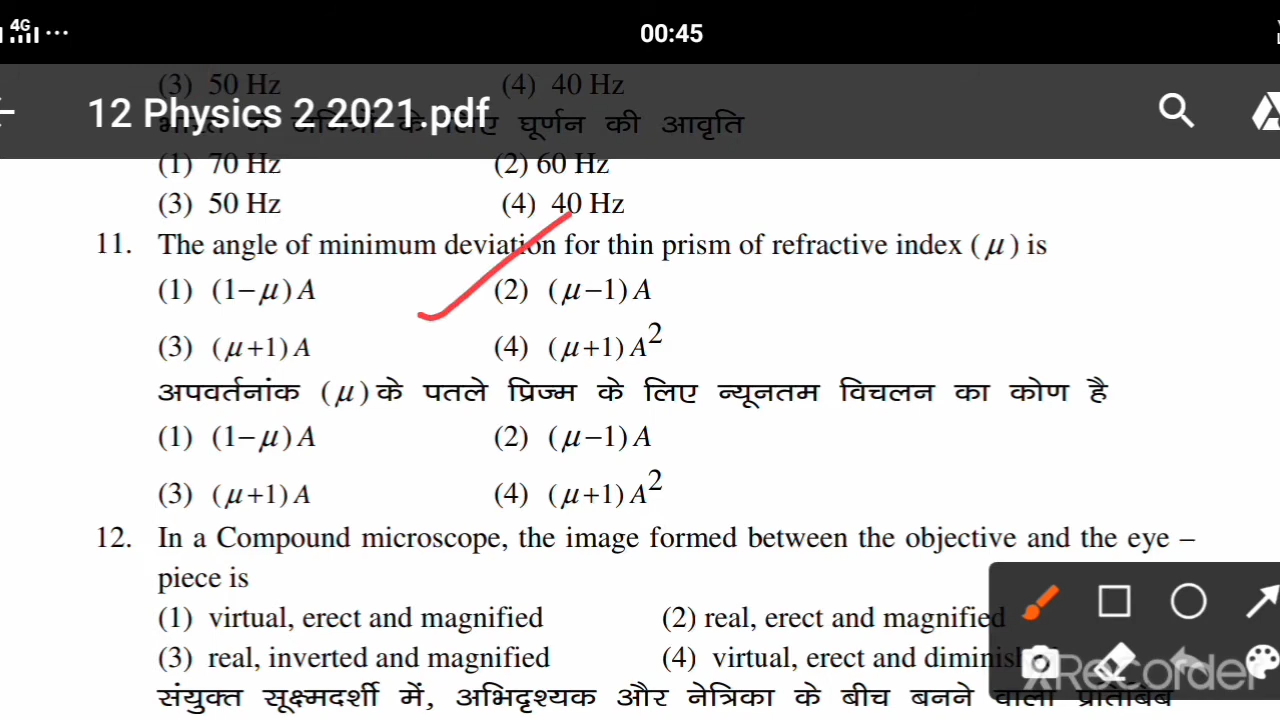 4G 00:45
(3) 50 Hz (4) 40 Hz
12 Physics 2 2021.pdf
के लिए घूर्णन की आवृति
(1) 70 Hz (2) 60 Hz
(3) 50 Hz (4) 40 Hz
11. The angle of minimum deviation for thin prism of refractive index (μ) is
(1) (1−μ)A (2) (μ−1)A
(3) (μ+1)A (4) (μ+1)A²
अपवर्तनांक (μ) के पतले प्रिज्म के लिए न्यूनतम विचलन का कोण है
(1) (1−μ)A (2) (μ−1)A
(3) (μ+1)A (4) (μ+1)A²
12. In a Compound microscope, the image formed between the objective and the eye –
piece is
(1) virtual, erect and magnified (2) real, erect and magnified
(3) real, inverted and magnified (4) virtual, erect and
XRecorder
संयुक्त सूक्ष्मदर्शी में, अभिदृश्यक और नेत्रिका के बीच बनने वाला प्रतिबिंब